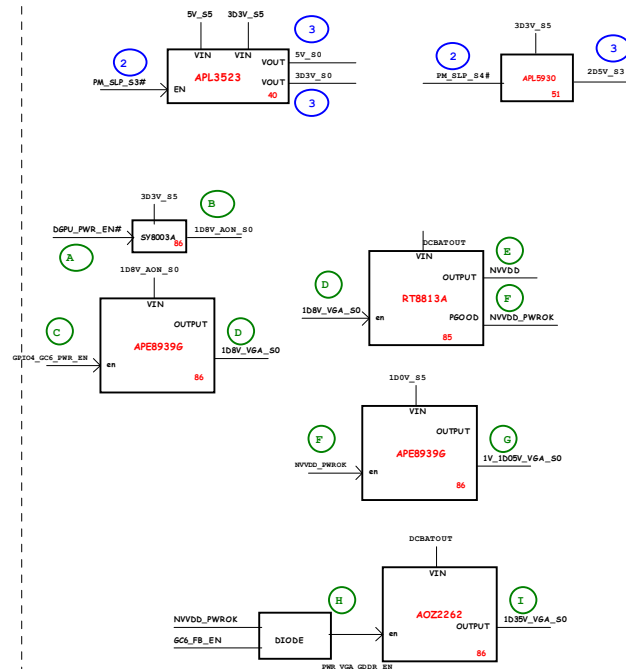 5V_S5 3D3V_S5
3
3D3V_S5
3
2
VIN VIN
5V_S0
VOUT
2
APL3523
PM_SLP_S3#
EN
3D3V_S0
VOUT
40
3
PM_SLP_S4#
APL5930
2D5V_S3
51
3D3V_S5
B
DGPU_PWR_EN#
SY8003A
86
1D8V_AON_S0
A
1D8V_AON_S0
VIN
OUTPUT
C
D
APE8939G
GPIO4_GC6_PWR_EN
en
1D8V_VGA_S0
86
DCBATOUT
VIN
E
OUTPUT
NVVDD
D
RT8813A
F
1D8V_VGA_S0
en
PGOOD
NVVDD_PWROK
85
1D0V_S5
VIN
OUTPUT
F
G
APE8939G
NVVDD_PWROK
en
1V_1D05V_VGA_S0
86
DCBATOUT
VIN
H
I
NVVDD_PWROK
AOZ2262
GC6_FB_EN
DIODE
en
OUTPUT
1D35V_VGA_S0
86
PWR_VGA_GDDR_EN